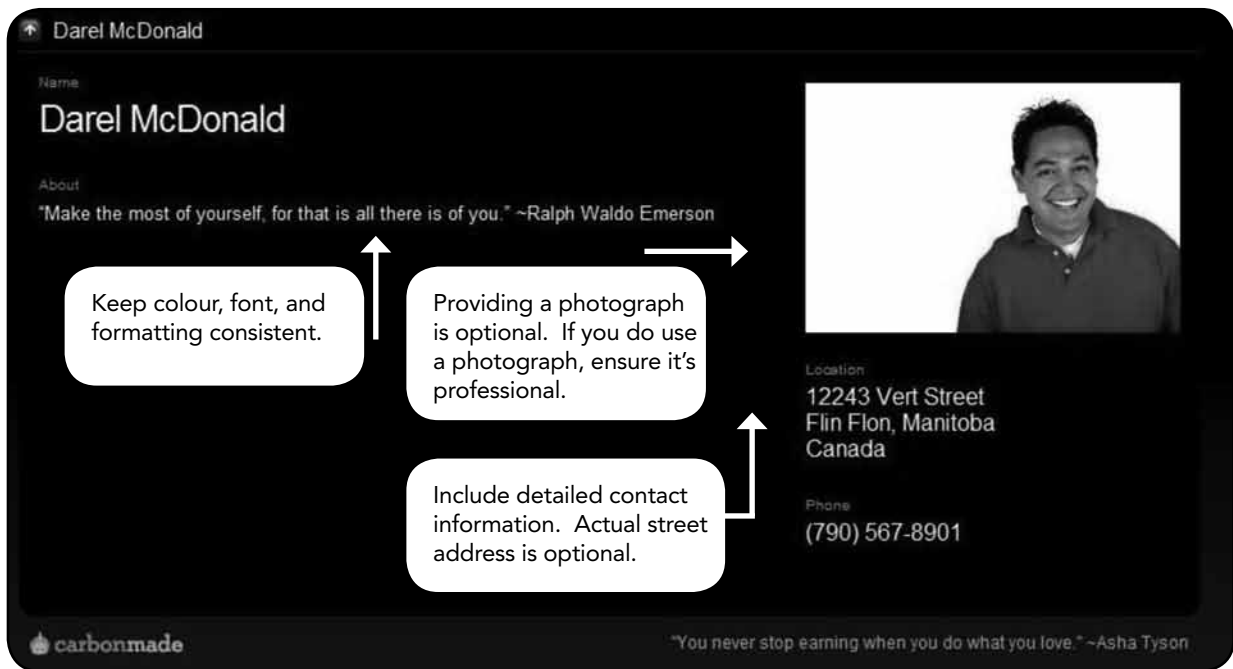 Darel McDonald
Name
Darel McDonald
About
"Make the most of yourself, for that is all there is of you." ~Ralph Waldo Emerson
Keep colour, font, and
formatting consistent.
Providing a photograph
is optional.  If you do use
a photograph, ensure it's
professional.
Include detailed contact
information.  Actual street
address is optional.
Location
12243 Vert Street
Flin Flon, Manitoba
Canada
Phone
(790) 567-8901
carbonmade
"You never stop earning when you do what you love." ~Asha Tyson